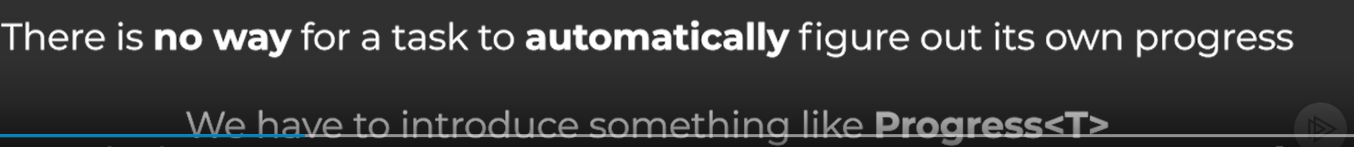 There is no way for a task to automatically figure out its own progress
We have to introduce something like Progress<T>